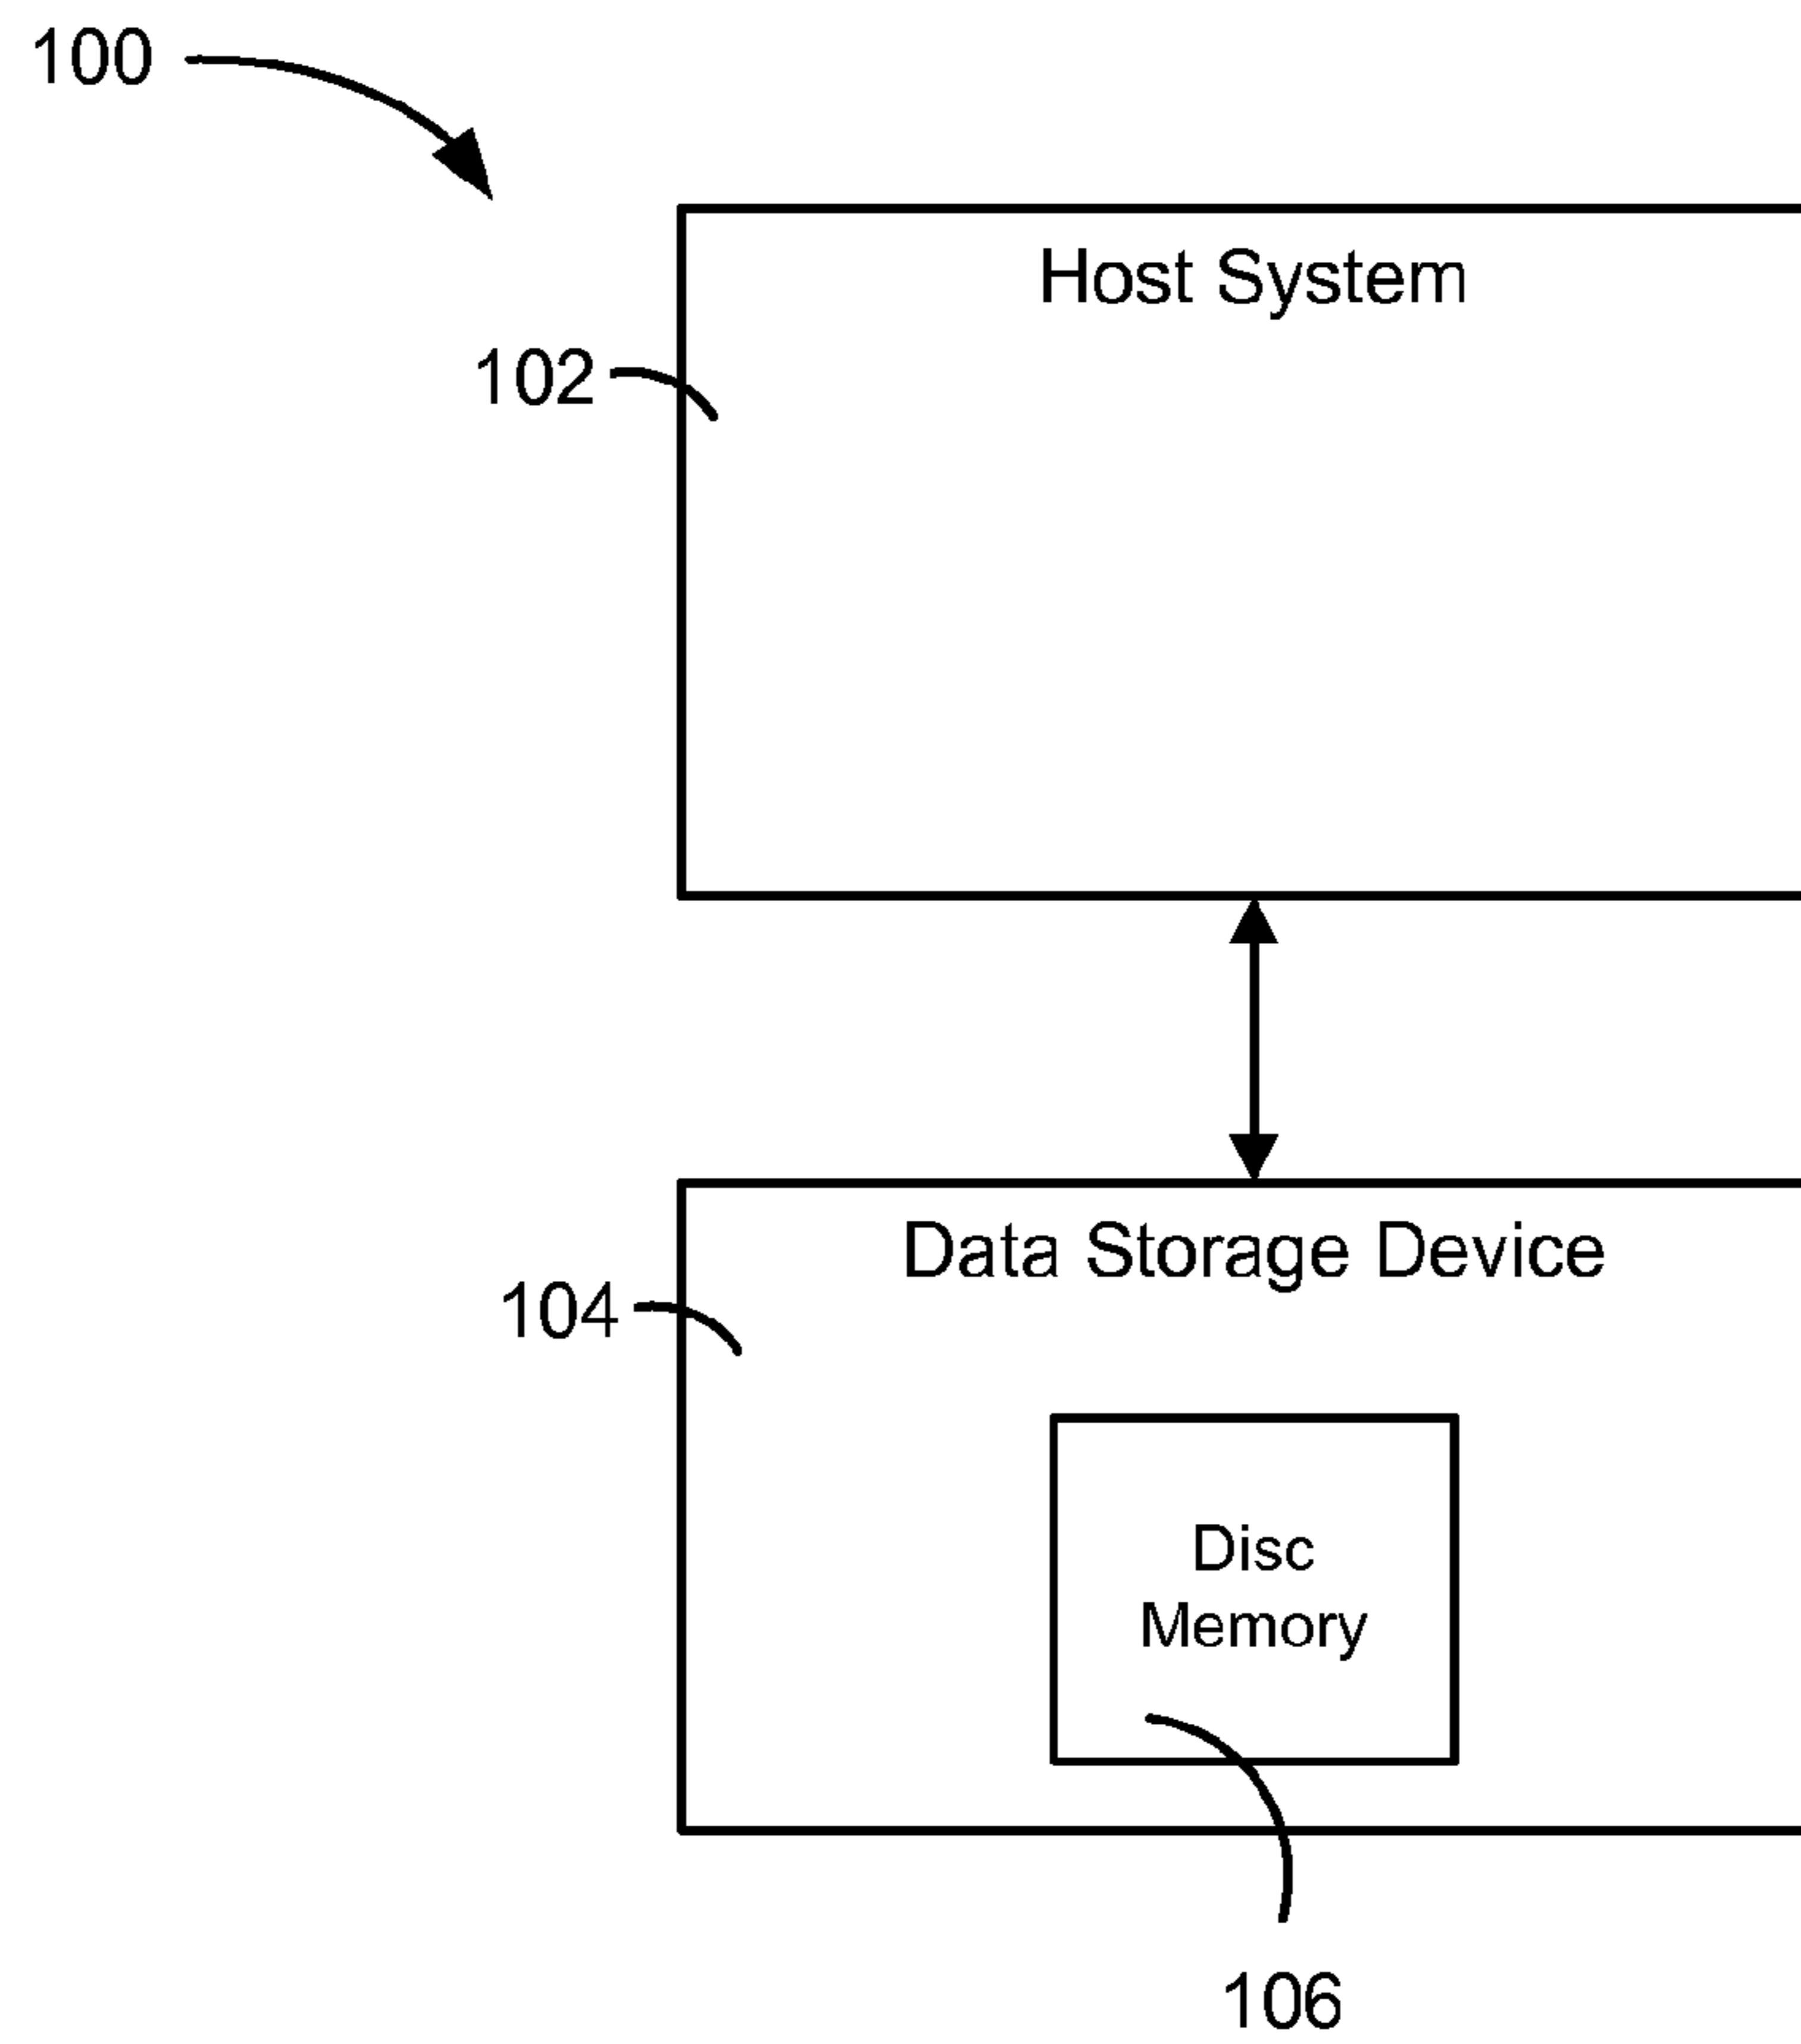 100
Host System
102
Data Storage Device
104
Disc
Memory
106